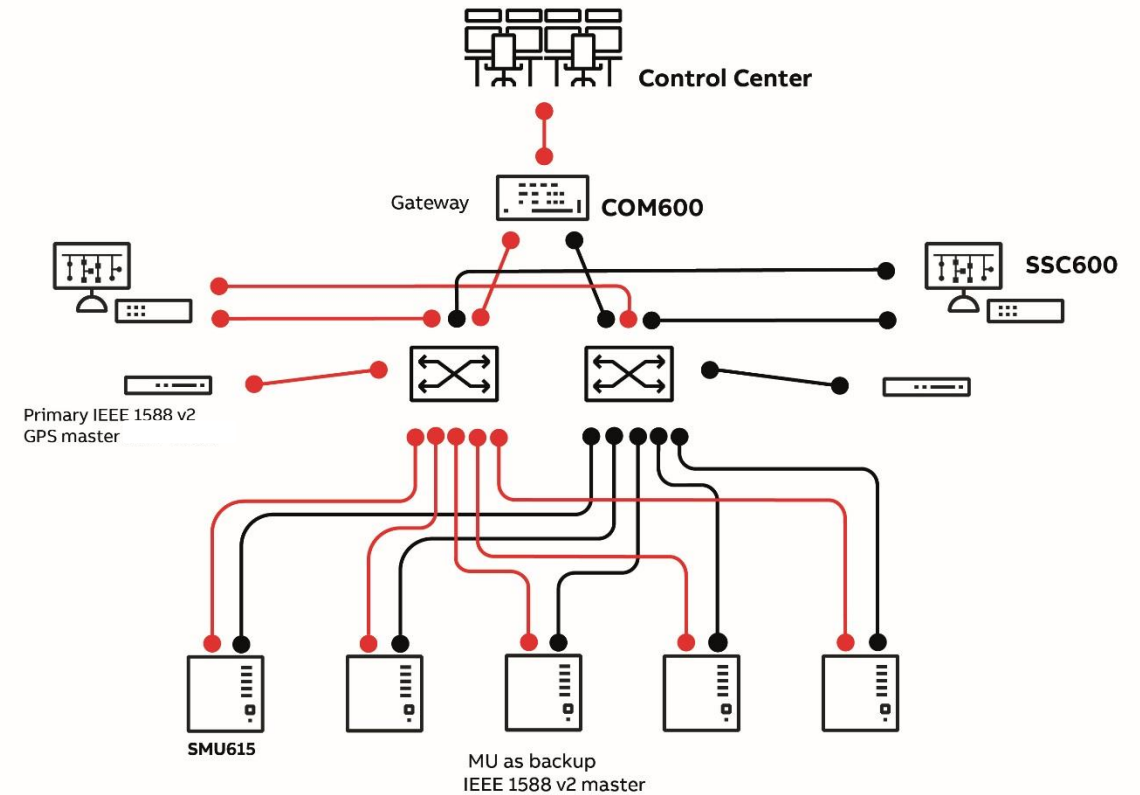 Control Center
Gateway
COM600
SSC600
Primary IEEE 1588 v2
GPS master
SMU615
MU as backup
IEEE 1588 v2 master